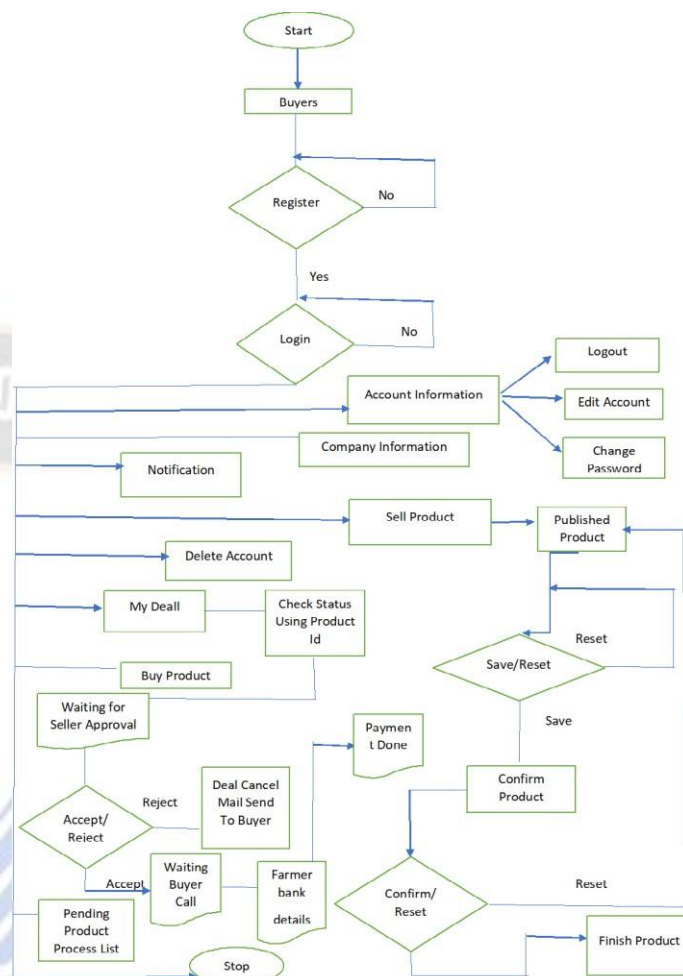 Start
Buyers
Register
No
Yes
Login
No
Logout
Account Information
Edit Account
Company Information
Change
Password
Notification
Sell Product
Published
Product
Delete Account
My Deall
Check Status
Using Product
Id
Reset
Save/Reset
Buy Product
Waiting for
Seller Approval
Save
Paymen
t Done
Confirm
Product
Deal Cancel
Mail Send
To Buyer
Reject
Accept/
Reject
Accept
Waiting
Buyer
Call
Farmer
bank
details
Confirm/
Reset
Reset
Pending
Product
Process List
Finish Product
Stop